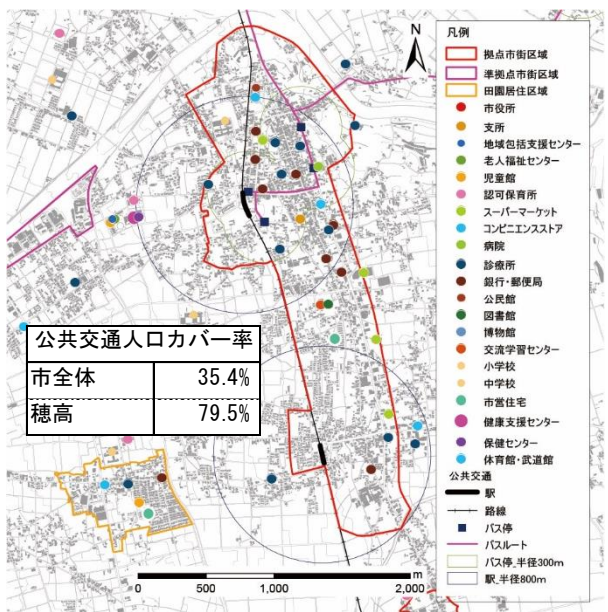 凡例
拠点市街区域
準拠点市街区域
田園居住区域
市役所
支所
地域包括支援センター
老人福祉センター
児童館
認可保育所
スーパーマーケット
コンビニエンスストア
病院
診療所
銀行・郵便局
公民館
図書館
博物館
交流学習センター
小学校
中学校
市営住宅
健康支援センター
保健センター
体育館・武道館
公共交通
駅
路線
バス停
バスルート
バス停_半径300m
駅_半径800m
N
公共交通人口カバー率
市全体 35.4%
穂高 79.5%
m
0 500 1,000 2,000